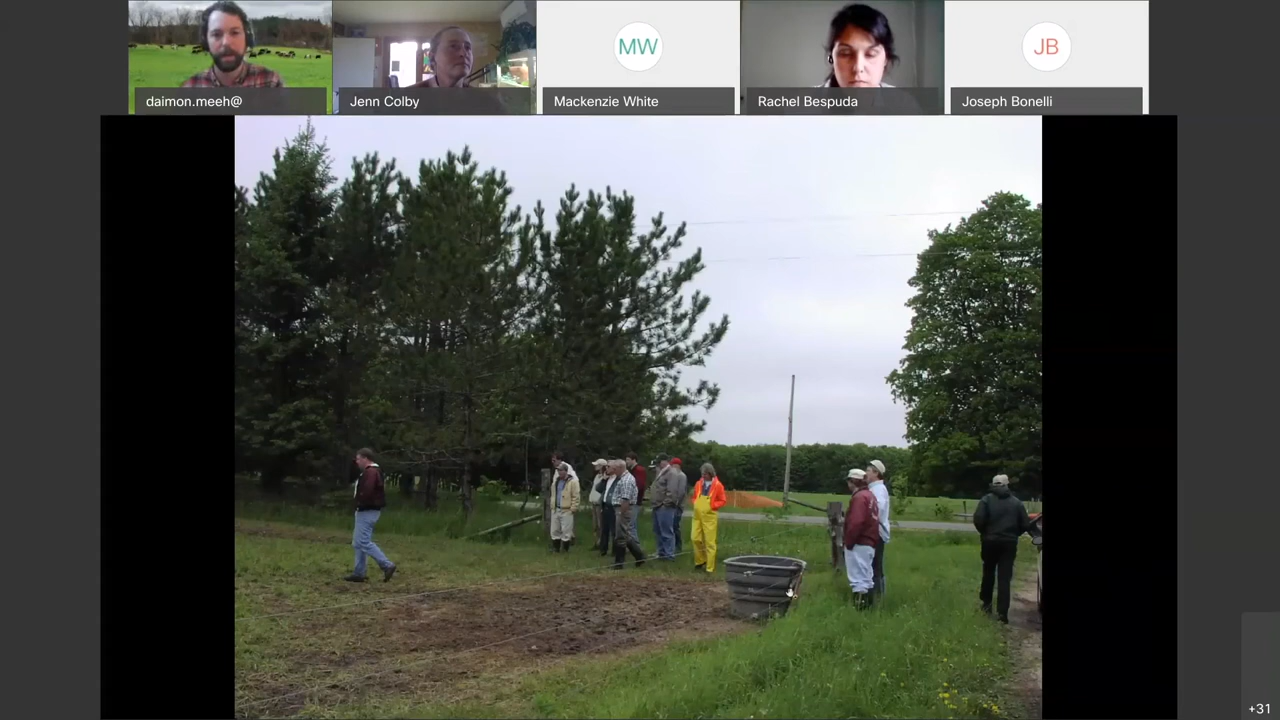 MW
JB
daimon.meeh@
Jenn Colby
Mackenzie White
Rachel Bespuda
Joseph Bonelli
+31